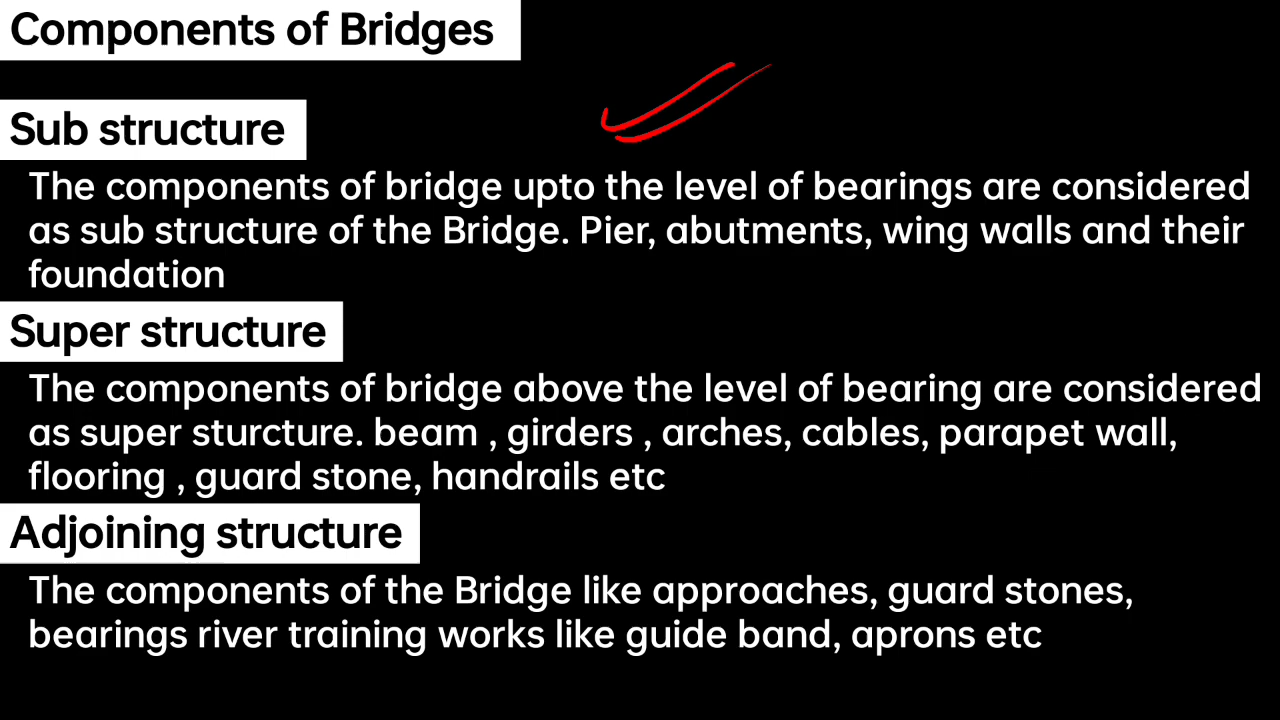 Components of Bridges
Sub structure
The components of bridge upto the level of bearings are considered
as sub structure of the Bridge. Pier, abutments, wing walls and their
foundation
Super structure
The components of bridge above the level of bearing are considered
as super sturcture. beam , girders , arches, cables, parapet wall,
flooring , guard stone, handrails etc
Adjoining structure
The components of the Bridge like approaches, guard stones,
bearings river training works like guide band, aprons etc